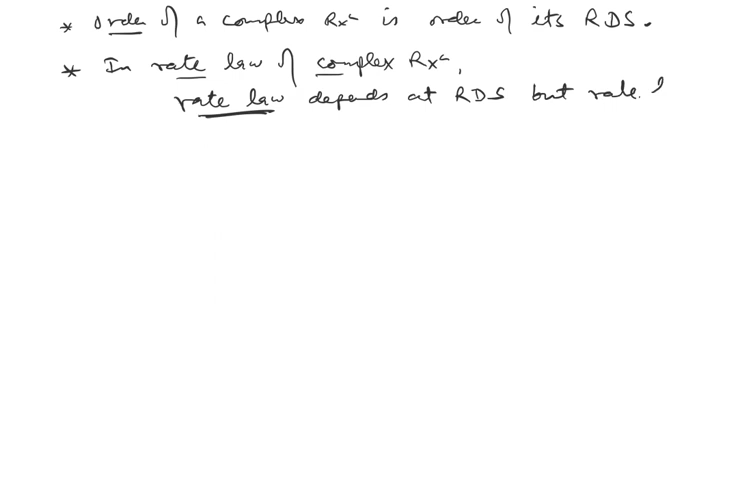 * Order of a complex Rxⁿ is order of its RDS.
* In rate law of complex Rxⁿ,
rate law depends at RDS but rate.